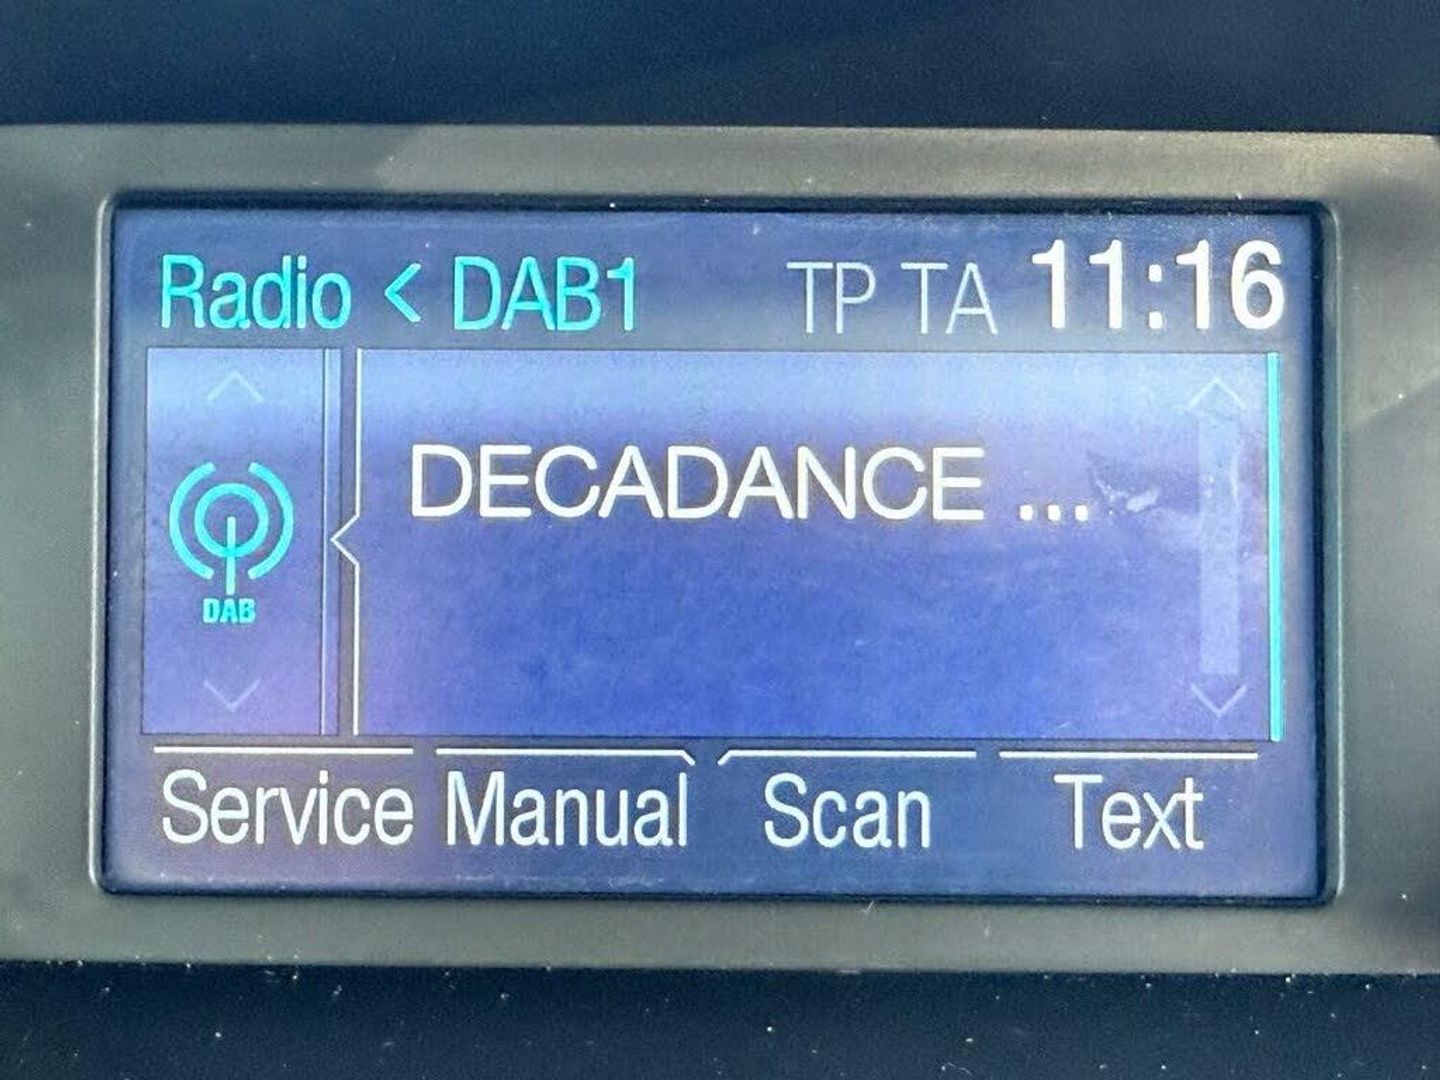 Radio < DAB1 TP TA 11:16
DECADANCE ...
DAB
Service Manual Scan Text